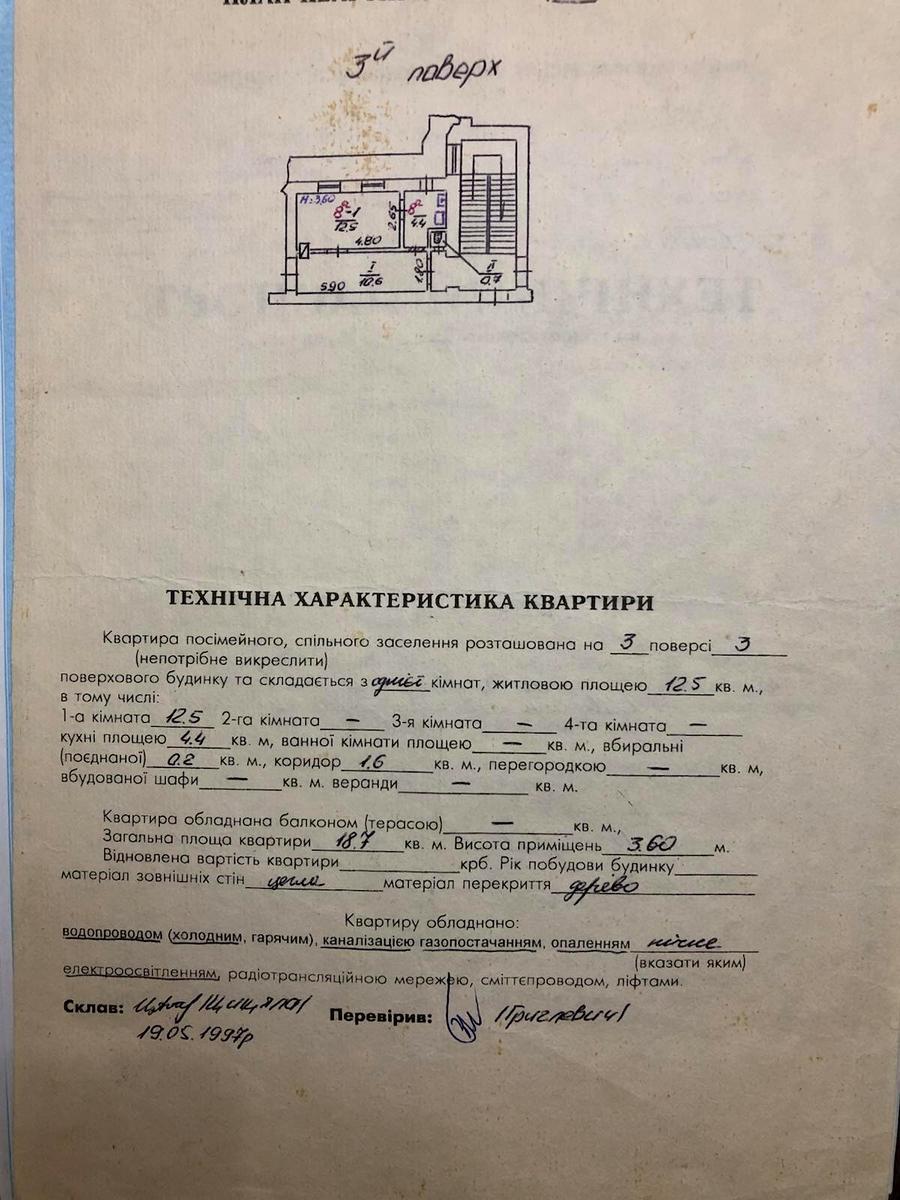 3й поверх
H=3,60
8а-1
12.5
2.65
8а
4.4
4.80
I
10.6
1.80
II
0.7
5.90
ТЕХНІЧНА ХАРАКТЕРИСТИКА КВАРТИРИ
Квартира посімейного, спільного заселення розташована на 3 поверсі 3
(непотрібне викреслити)
поверхового будинку та складається з однієї кімнат, житловою площею 12.5 кв. м.,
в тому числі:
1-а кімната 12.5 2-га кімната — 3-я кімната — 4-та кімната —
кухні площею 4.4 кв. м, ванної кімнати площею — кв. м., вбиральні
(поєднаної) 0.2 кв. м., коридор 1.6 кв. м., перегородкою — кв. м,
вбудованої шафи — кв. м. веранди — кв. м.
Квартира обладнана балконом (терасою) — кв. м.,
Загальна площа квартири 18.7 кв. м. Висота приміщень 3.60 м.
Відновлена вартість квартири крб. Рік побудови будинку
матеріал зовнішніх стін цегла матеріал перекриття дерево
Квартиру обладнано:
водопроводом (холодним, гарячим), каналізацією газопостачанням, опаленням пічне
(вказати яким)
електроосвітленням, радіотрансляційною мережею, сміттєпроводом, ліфтами.
Склав:
19.05.1997р
Перевірив: